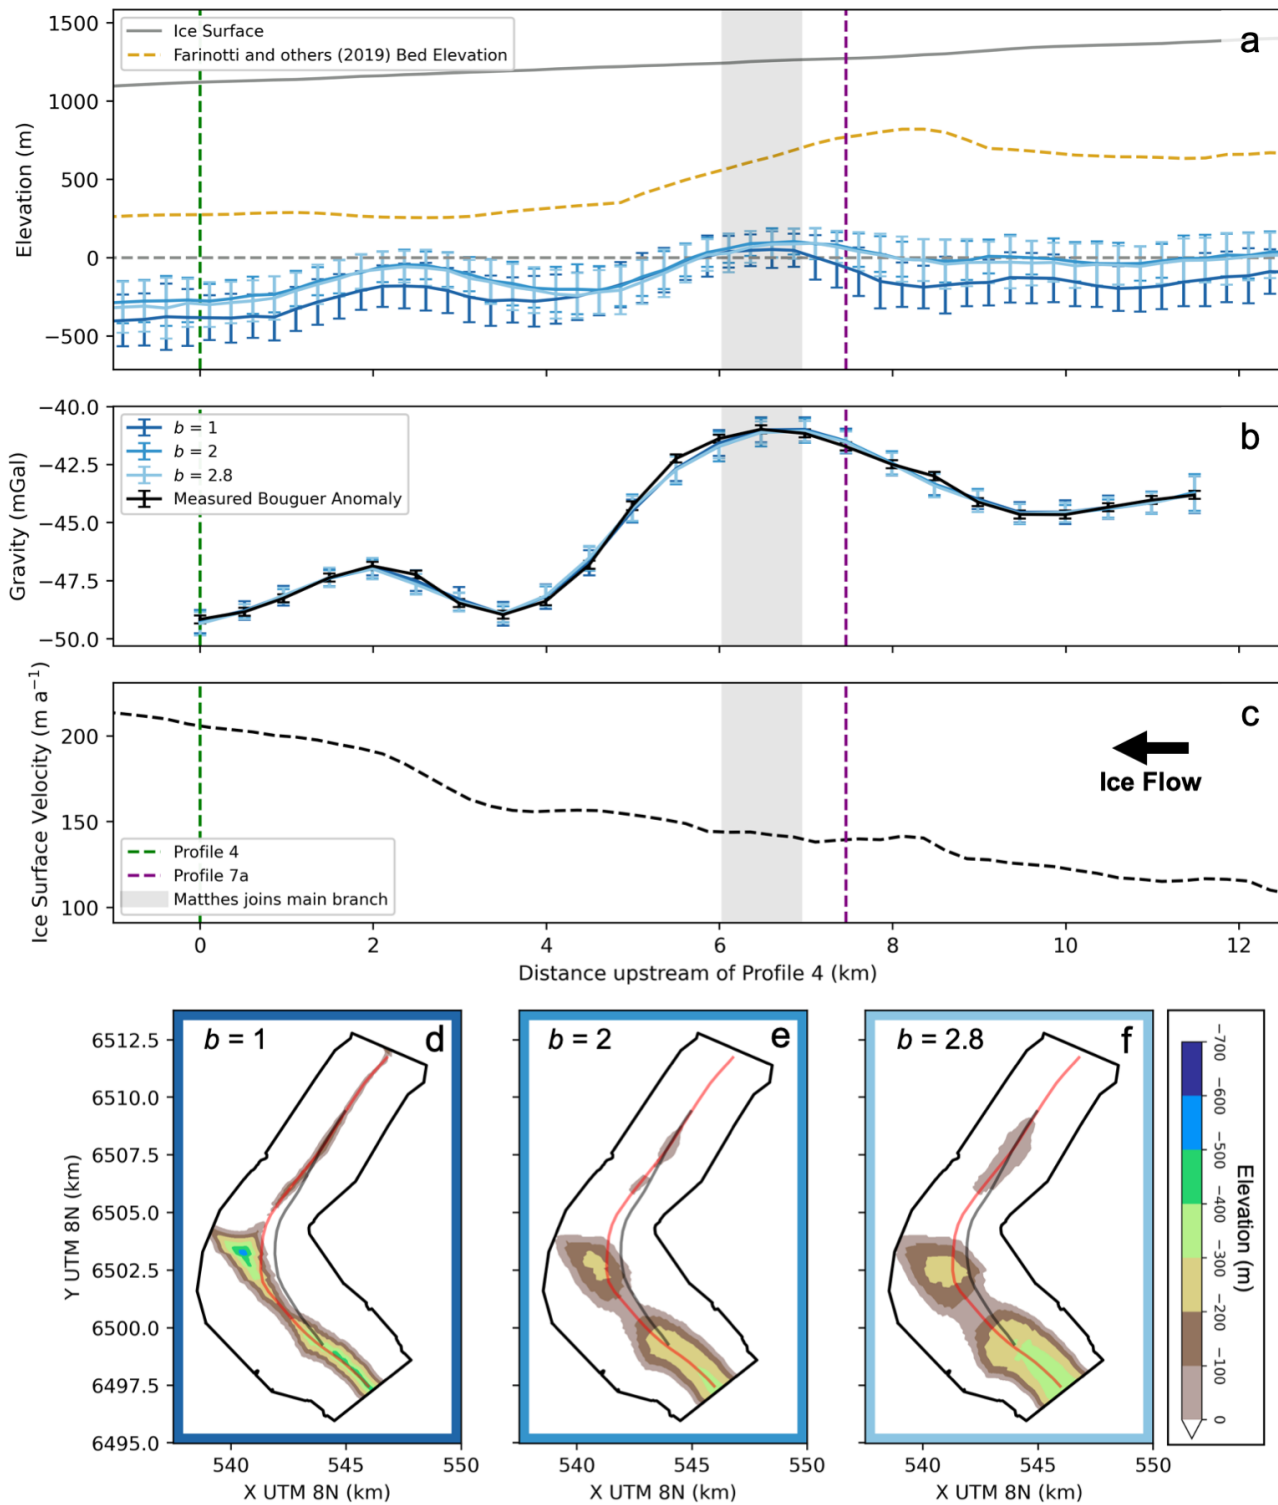 a
Ice Surface
Farinotti and others (2019) Bed Elevation
1500
1000
500
0
−500
Elevation (m)
b
b = 1
b = 2
b = 2.8
Measured Bouguer Anomaly
−40.0
−42.5
−45.0
−47.5
−50.0
Gravity (mGal)
c
Ice Flow
200
150
100
Ice Surface Velocity (m a⁻¹)
Profile 4
Profile 7a
Matthes joins main branch
0 2 4 6 8 10 12
Distance upstream of Profile 4 (km)
b = 1 d
b = 2 e
b = 2.8 f
6512.5
6510.0
6507.5
6505.0
6502.5
6500.0
6497.5
6495.0
Y UTM 8N (km)
540 545 550
540 545 550
540 545 550
X UTM 8N (km)
X UTM 8N (km)
X UTM 8N (km)
−700
−600
−500
−400
−300
−200
−100
0
Elevation (m)